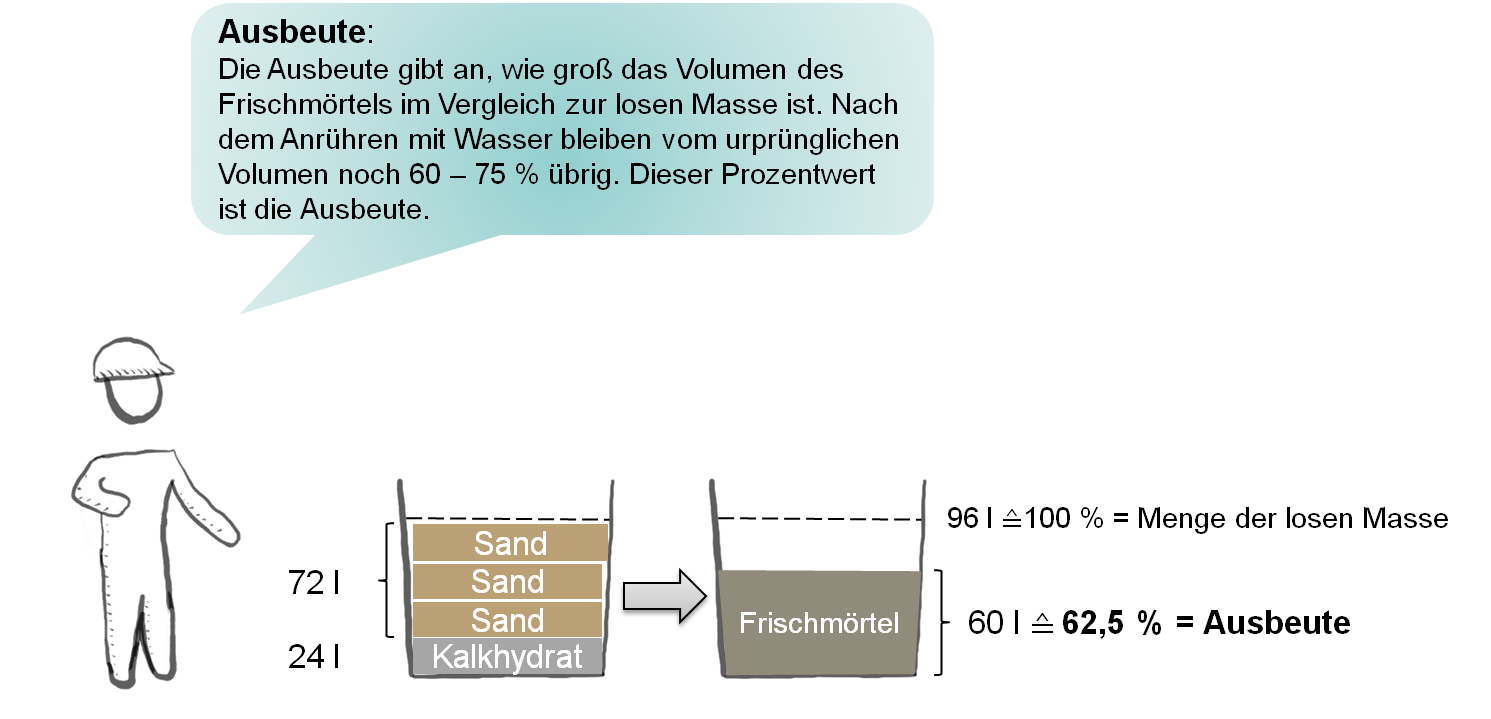 Ausbeute:
Die Ausbeute gibt an, wie groß das Volumen des
Frischmörtels im Vergleich zur losen Masse ist. Nach
dem Anrühren mit Wasser bleiben vom urprünglichen
Volumen noch 60 – 75 % übrig. Dieser Prozentwert
ist die Ausbeute.
Sand
Sand
Sand
72 l
24 l
Kalkhydrat
Frischmörtel
96 l ≙ 100 % = Menge der losen Masse
60 l ≙ 62,5 % = Ausbeute